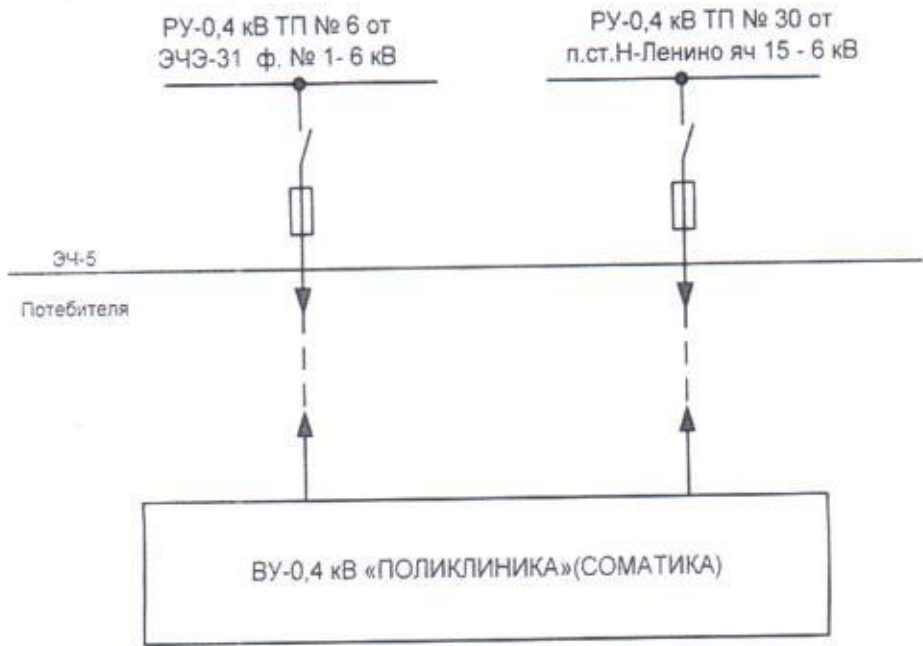 РУ-0,4 кВ ТП № 6 от
ЭЧЭ-31 ф. № 1- 6 кВ
РУ-0,4 кВ ТП № 30 от
п.ст.Н-Ленино яч 15 - 6 кВ
ЭЧ-5
Потебителя
ВУ-0,4 кВ «ПОЛИКЛИНИКА»(СОМАТИКА)